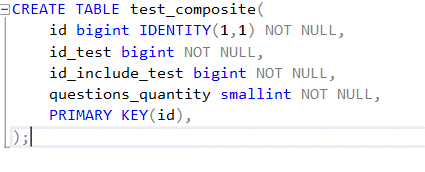 CREATE TABLE test_composite(
id bigint IDENTITY(1,1) NOT NULL,
id_test bigint NOT NULL,
id_include_test bigint NOT NULL,
questions_quantity smallint NOT NULL,
PRIMARY KEY(id),
);